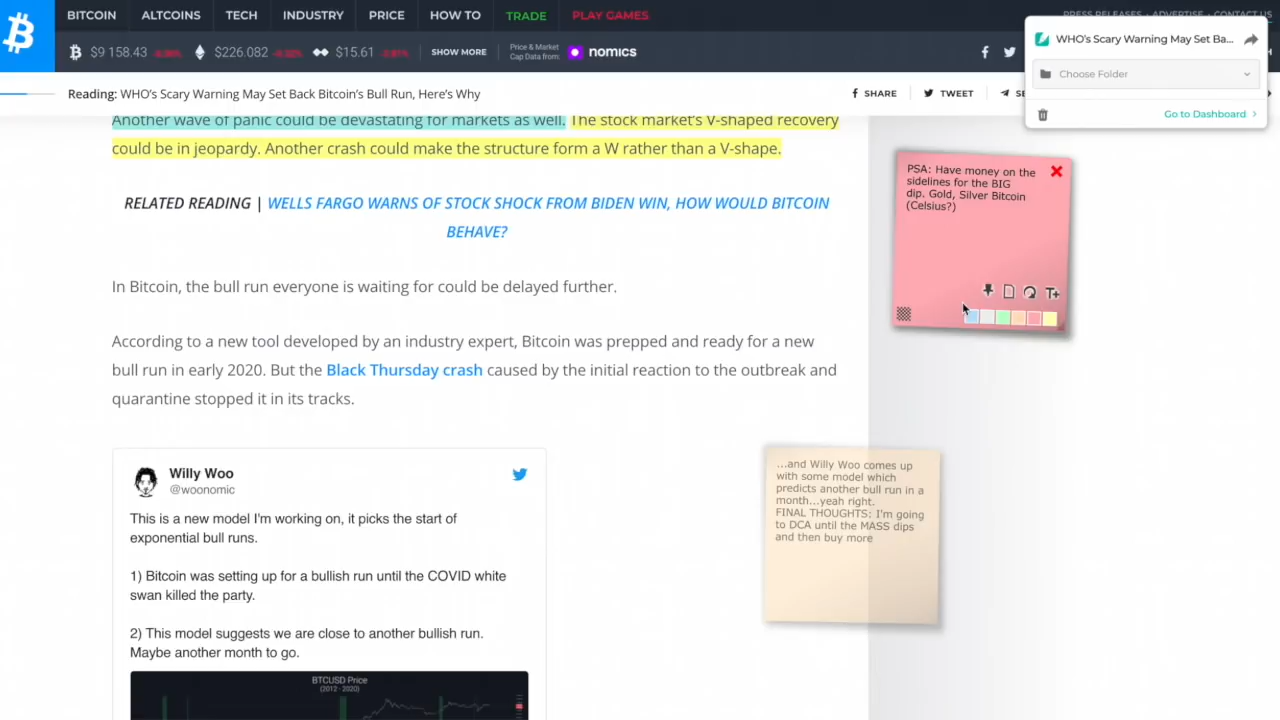 BITCOIN ALTCOINS TECH INDUSTRY PRICE HOW TO TRADE PLAY GAMES
PRESS RELEASES ADVERTISE CONTACT US
$9 158.43 $226.082 $15.61 SHOW MORE
Price & Market
Cap Data from:
nomics
WHO's Scary Warning May Set Ba...
Choose Folder
Go to Dashboard
Reading: WHO's Scary Warning May Set Back Bitcoin's Bull Run, Here's Why
SHARE TWEET
Another wave of panic could be devastating for markets as well. The stock market's V-shaped recovery
could be in jeopardy. Another crash could make the structure form a W rather than a V-shape.
RELATED READING | WELLS FARGO WARNS OF STOCK SHOCK FROM BIDEN WIN, HOW WOULD BITCOIN
BEHAVE?
In Bitcoin, the bull run everyone is waiting for could be delayed further.
According to a new tool developed by an industry expert, Bitcoin was prepped and ready for a new
bull run in early 2020. But the Black Thursday crash caused by the initial reaction to the outbreak and
quarantine stopped it in its tracks.
PSA: Have money on the
sidelines for the BIG
dip. Gold, Silver Bitcoin
(Celsius?)
T+
Willy Woo
@woonomic
This is a new model I'm working on, it picks the start of
exponential bull runs.
1) Bitcoin was setting up for a bullish run until the COVID white
swan killed the party.
2) This model suggests we are close to another bullish run.
Maybe another month to go.
BTCUSD Price
(2012 - 2020)
...and Willy Woo comes up
with some model which
predicts another bull run in a
month...yeah right.
FINAL THOUGHTS: I'm going
to DCA until the MASS dips
and then buy more